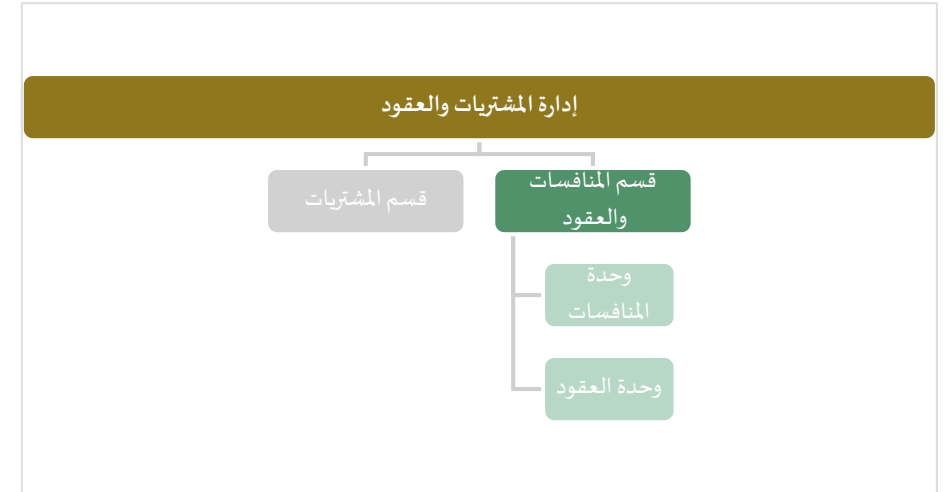 إدارة المشتريات والعقود
قسم المنافسات
والعقود
قسم المشتريات
وحدة
المنافسات
وحدة العقود